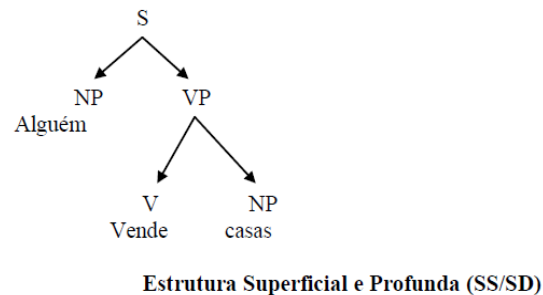 S
NP VP
Alguém
V NP
Vende casas
Estrutura Superficial e Profunda (SS/SD)